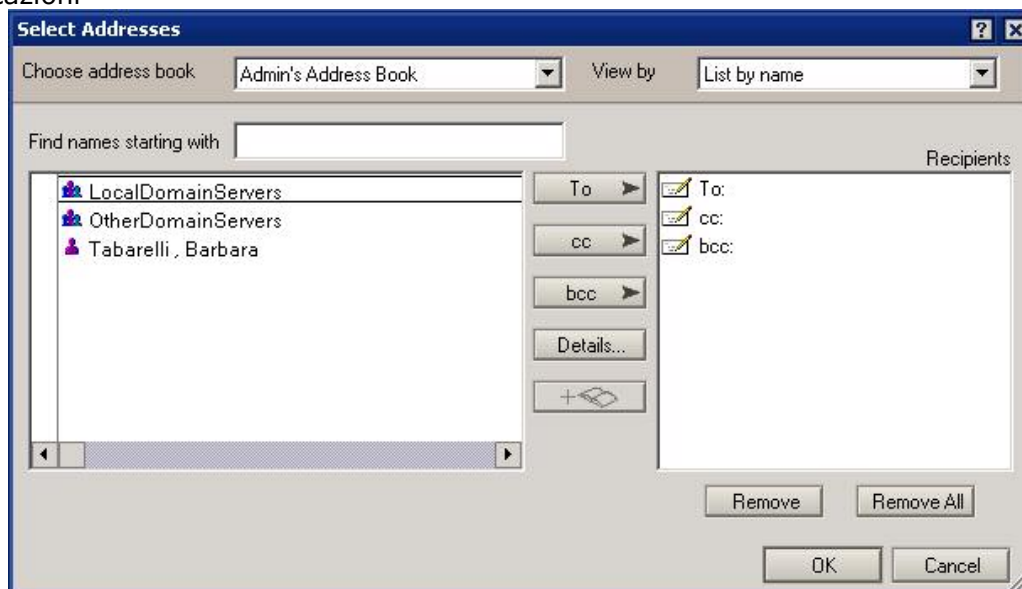 Select Addresses
Choose address book Admin's Address Book View by List by name
Find names starting with
Recipients
LocalDomainServers
OtherDomainServers
Tabarelli , Barbara
To
cc
bcc
Details...
To:
cc:
bcc:
Remove Remove All
OK Cancel